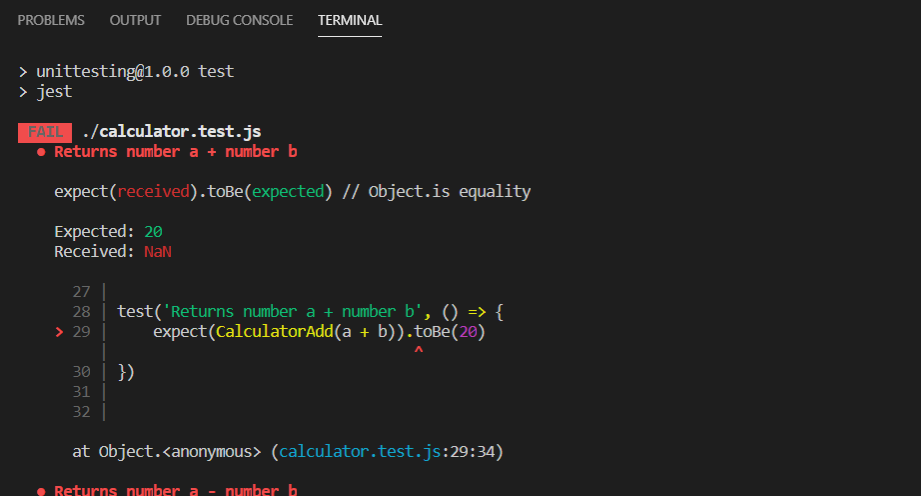 PROBLEMS OUTPUT DEBUG CONSOLE TERMINAL
> unittesting@1.0.0 test
> jest
FAIL ./calculator.test.js
● Returns number a + number b
expect(received).toBe(expected) // Object.is equality
Expected: 20
Received: NaN
27 |
28 | test('Returns number a + number b', () => {
> 29 |     expect(CalculatorAdd(a + b)).toBe(20)
|                                  ^
30 | })
31 |
32 |
at Object.<anonymous> (calculator.test.js:29:34)
● Returns number a - number b